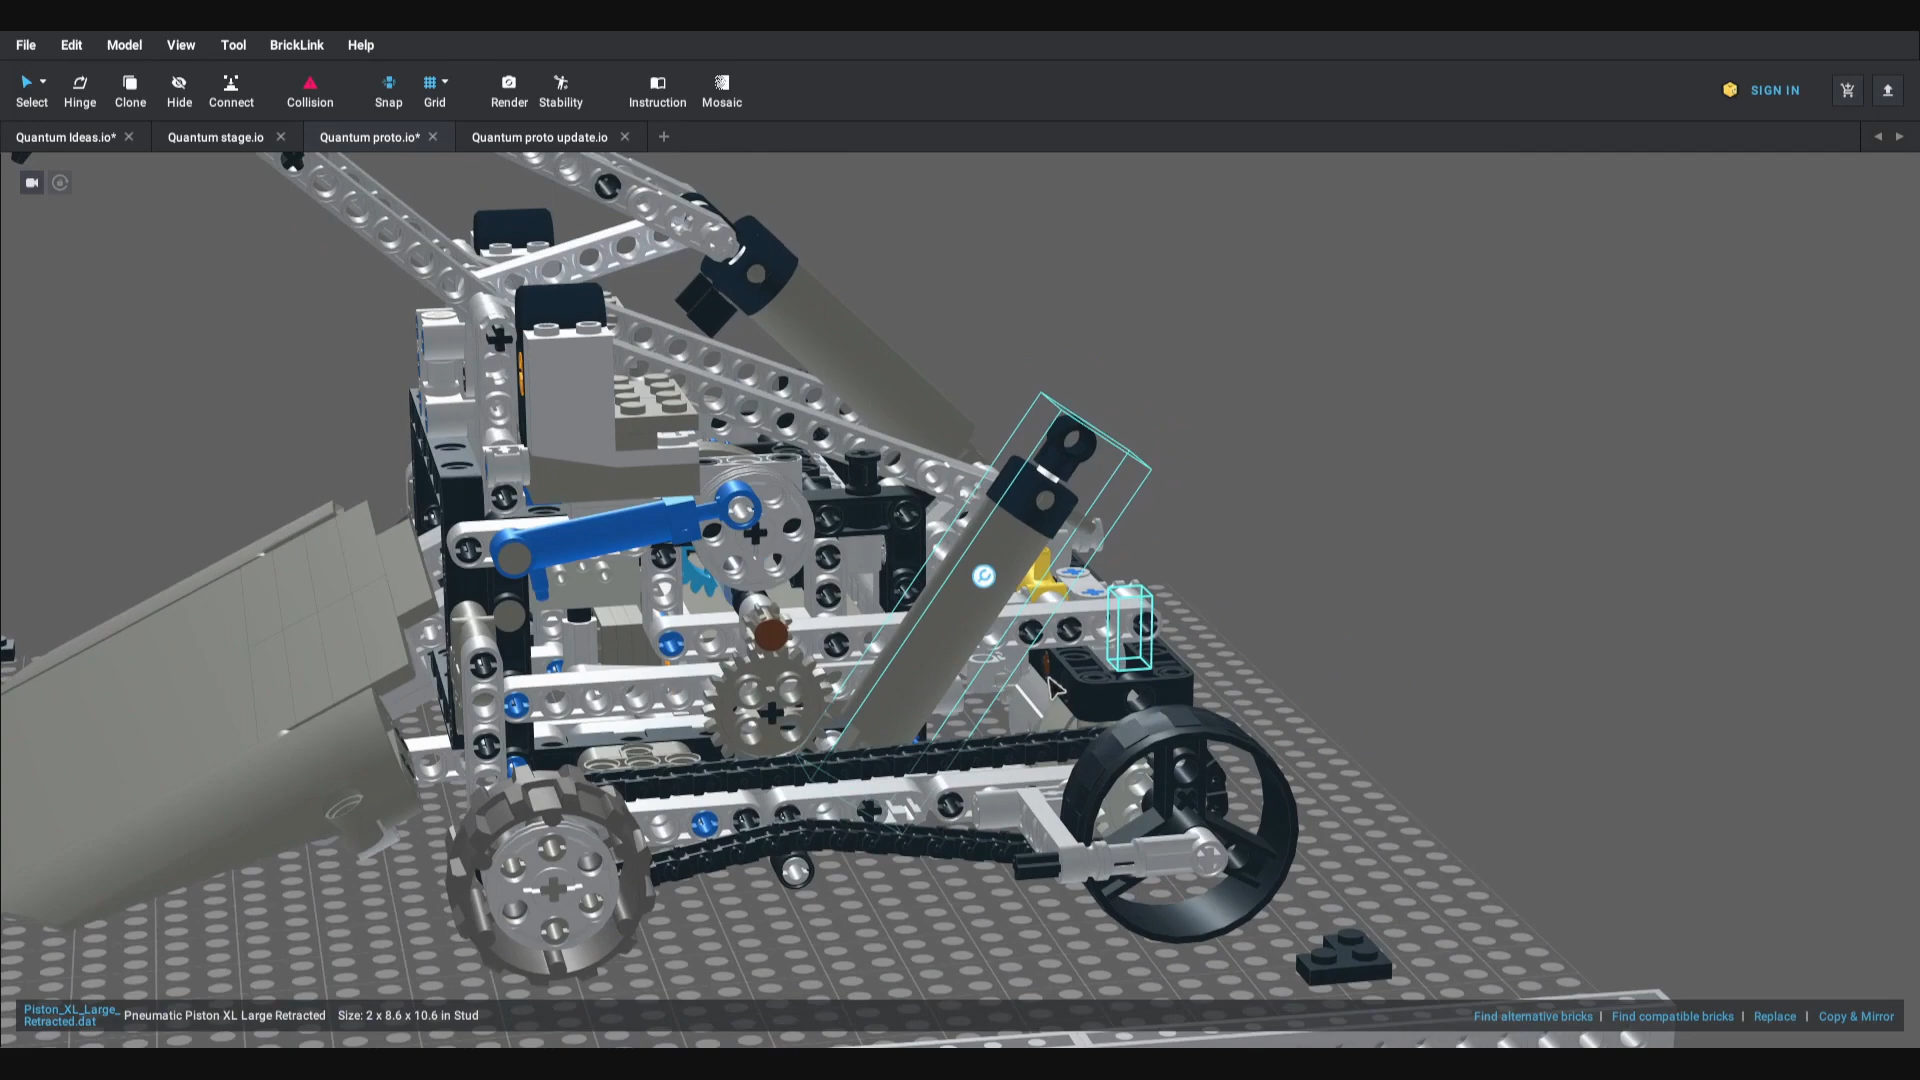 File Edit Model View Tool BrickLink Help
Select Hinge Clone Hide Connect Collision Snap Grid Render Stability Instruction Mosaic SIGN IN
Quantum Ideas.io* Quantum stage.io Quantum proto.io* Quantum proto update.io
Piston_XL_Large_
Retracted.dat
Pneumatic Piston XL Large Retracted Size: 2 x 8.6 x 10.6 in Stud
Find alternative bricks | Find compatible bricks | Replace | Copy & Mirror